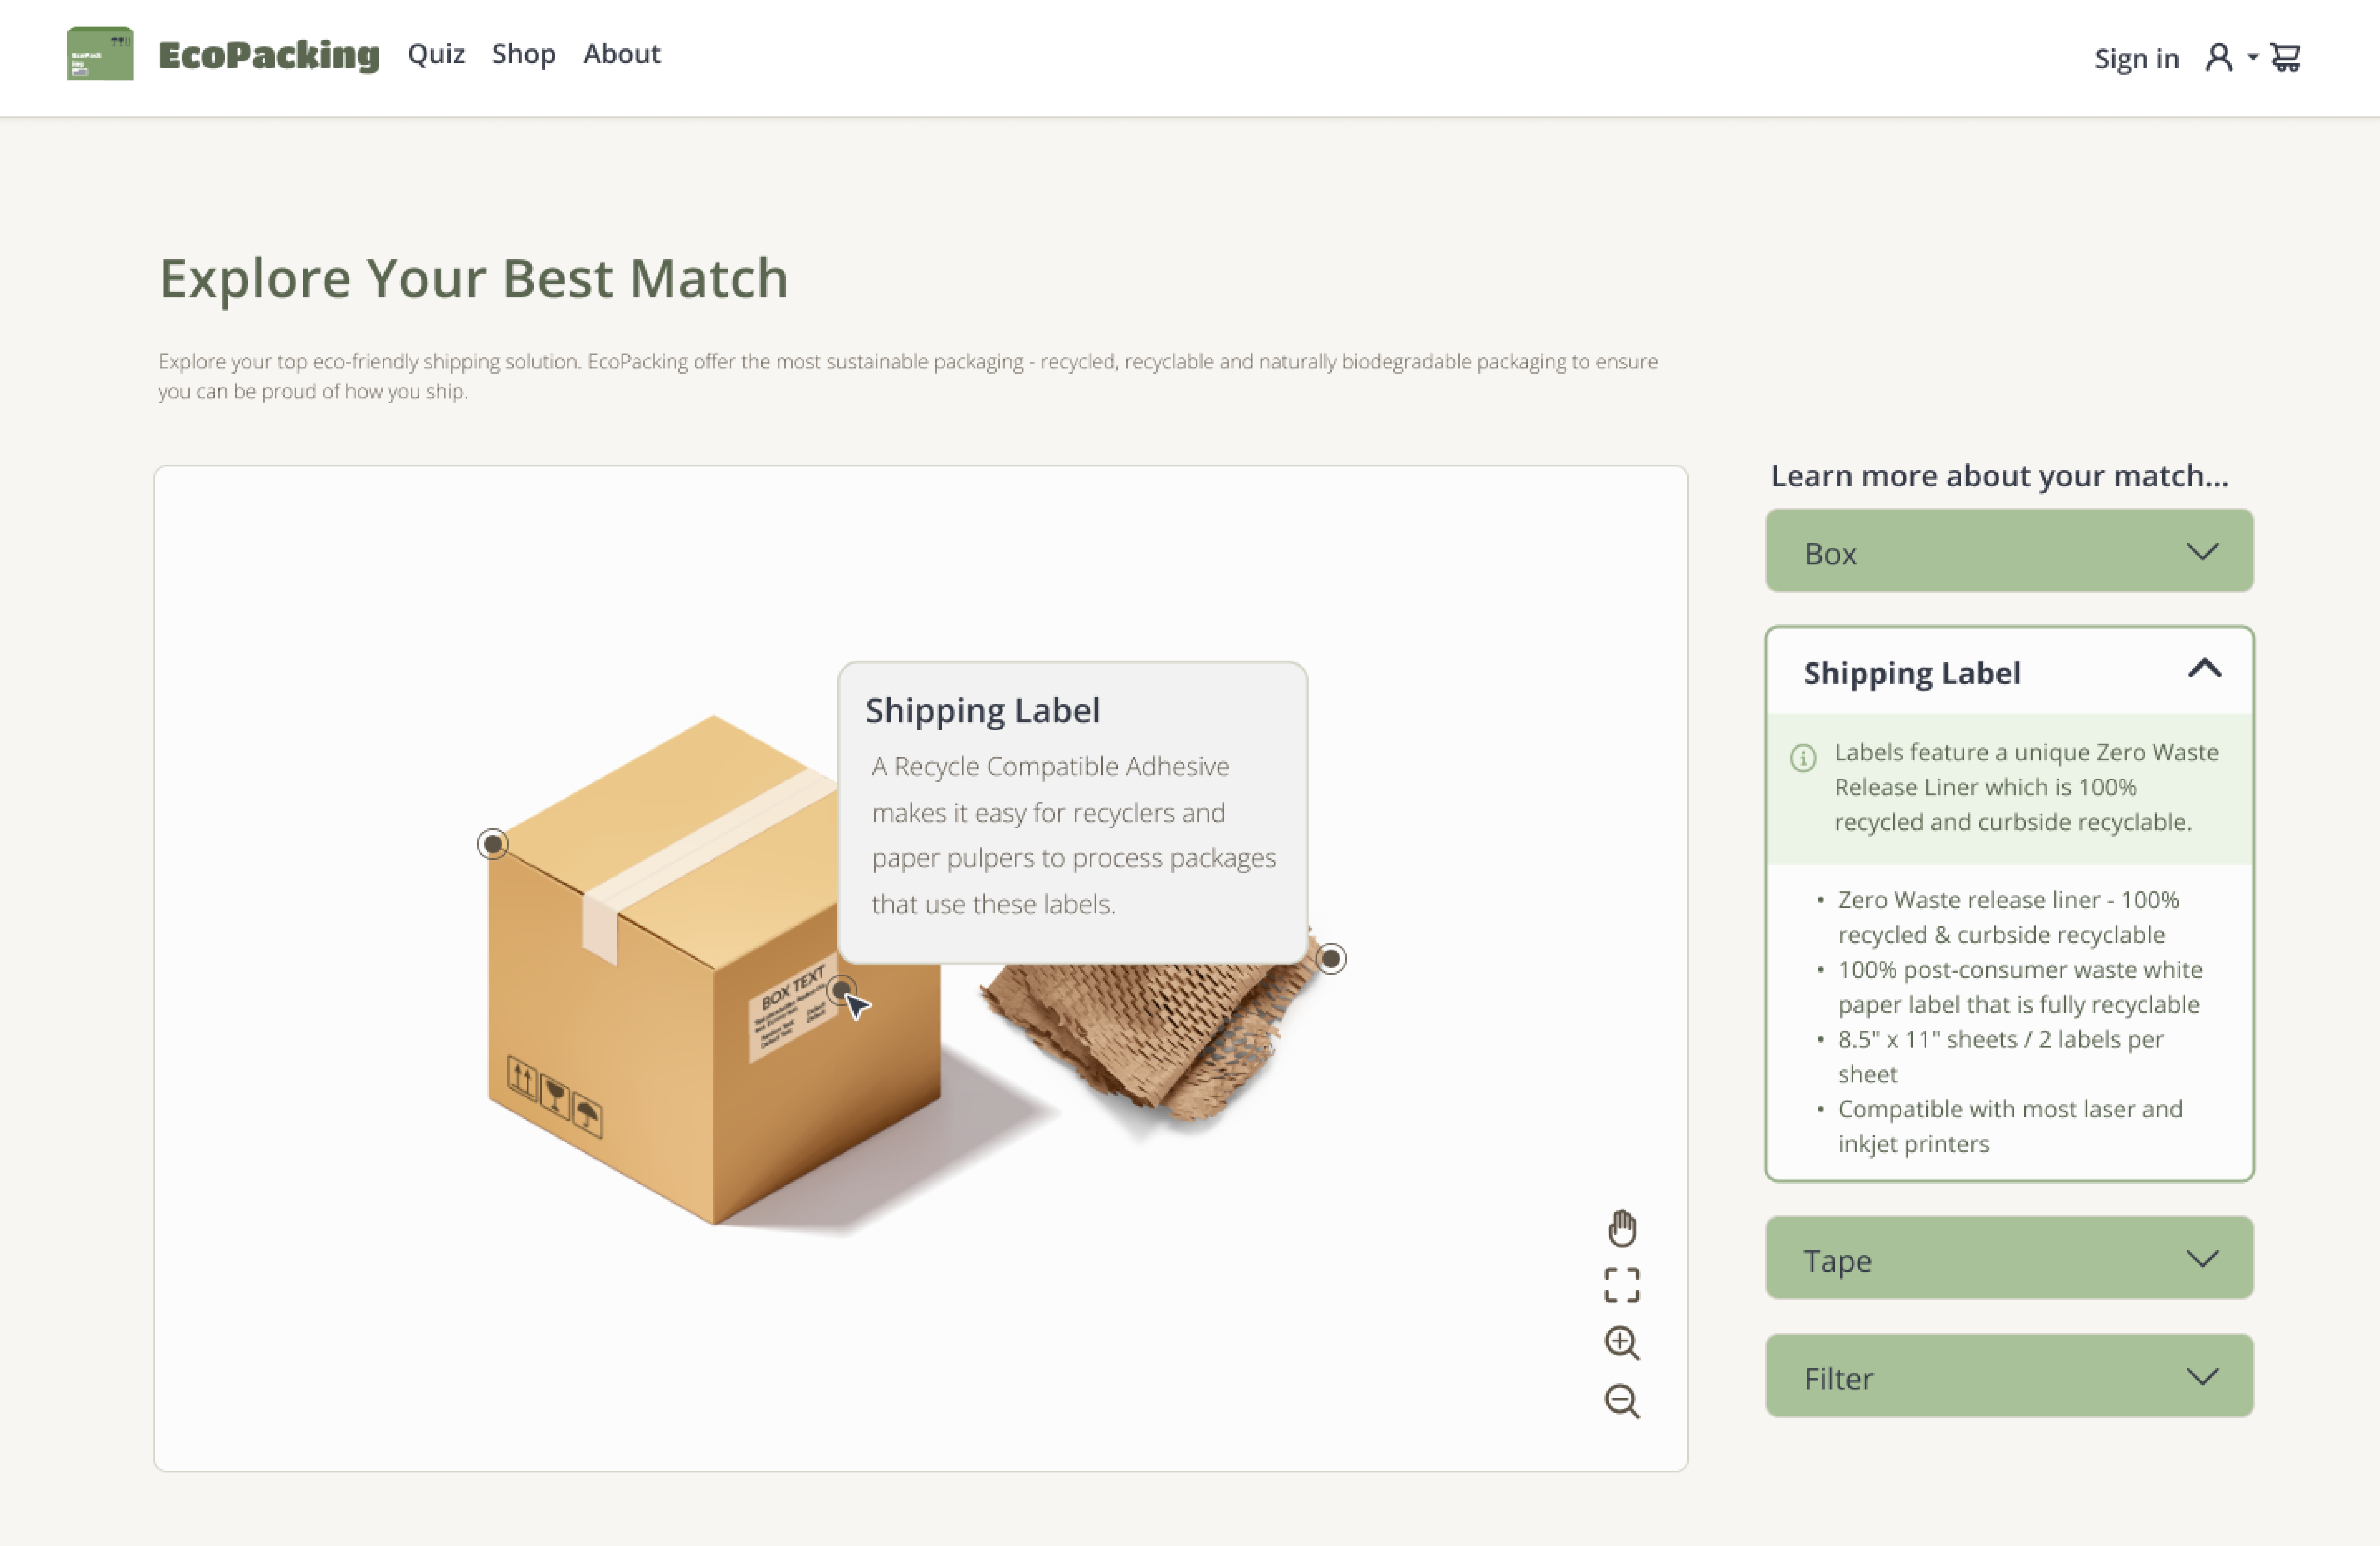 EcoPacking Quiz Shop About Sign in
Explore Your Best Match
Explore your top eco-friendly shipping solution. EcoPacking offer the most sustainable packaging - recycled, recyclable and naturally biodegradable packaging to ensure
you can be proud of how you ship.
Shipping Label
A Recycle Compatible Adhesive
makes it easy for recyclers and
paper pulpers to process packages
that use these labels.
BOX TEXT
Learn more about your match...
Box
Shipping Label
Labels feature a unique Zero Waste
Release Liner which is 100%
recycled and curbside recyclable.
• Zero Waste release liner - 100%
recycled & curbside recyclable
• 100% post-consumer waste white
paper label that is fully recyclable
• 8.5" x 11" sheets / 2 labels per
sheet
• Compatible with most laser and
inkjet printers
Tape
Filter